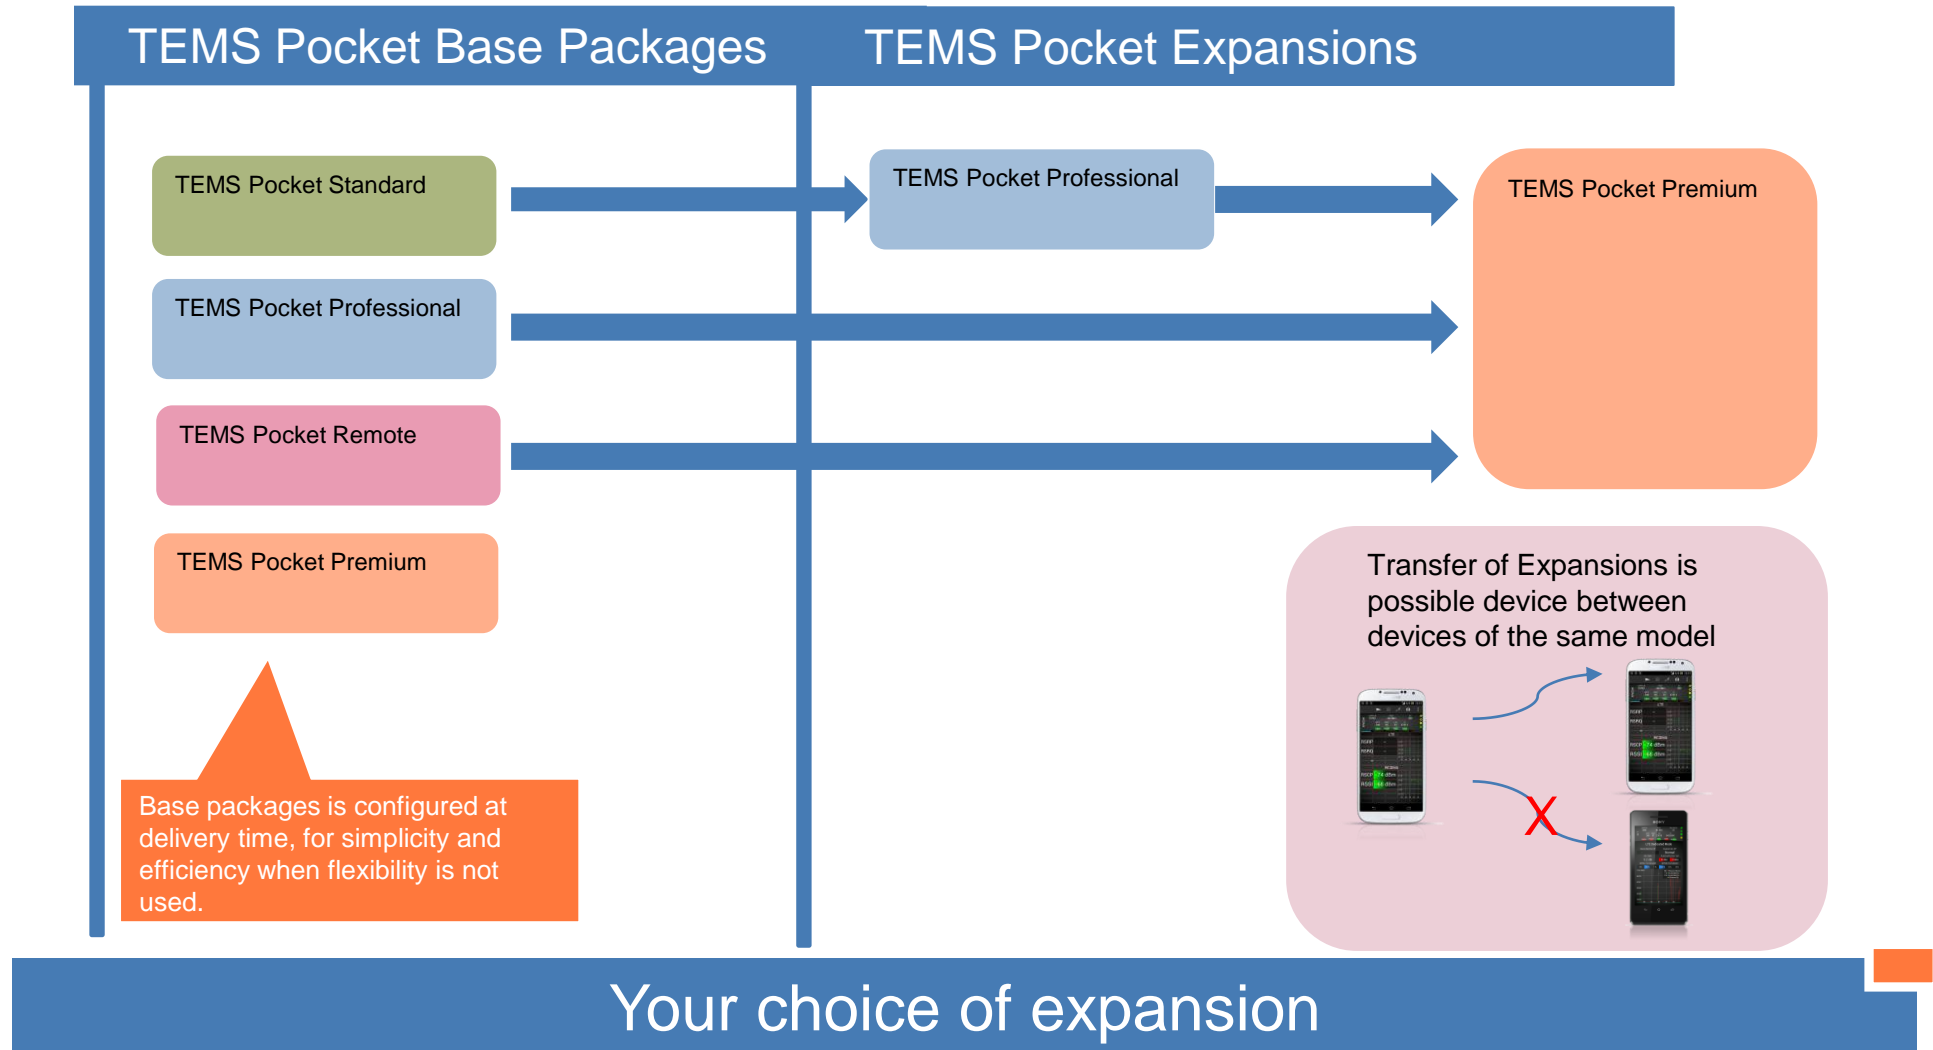 TEMS Pocket Base Packages
TEMS Pocket Expansions
TEMS Pocket Standard
TEMS Pocket Professional
TEMS Pocket Premium
TEMS Pocket Professional
TEMS Pocket Remote
TEMS Pocket Premium
Transfer of Expansions is
possible device between
devices of the same model
X
Base packages is configured at
delivery time, for simplicity and
efficiency when flexibility is not
used.
Your choice of expansion